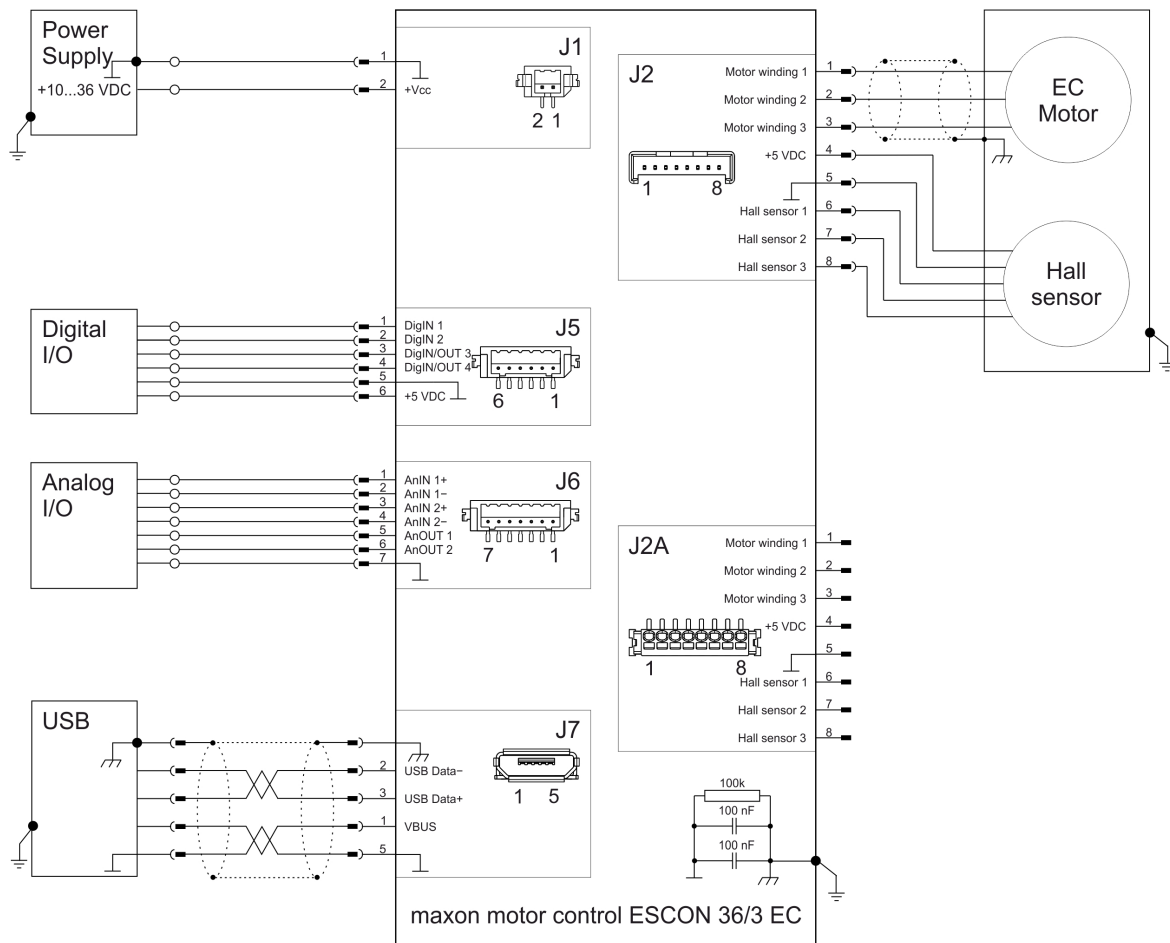 Power
Supply
+10...36 VDC
1
2
+Vcc
J1
2 1
J2
Motor winding 1
1
Motor winding 2
2
Motor winding 3
3
+5 VDC
4
5
Hall sensor 1
6
Hall sensor 2
7
Hall sensor 3
8
1 8
EC
Motor
Hall
sensor
Digital
I/O
1
DigIN 1
2
DigIN 2
3
DigIN/OUT 3
4
DigIN/OUT 4
5
6
+5 VDC
J5
6 1
Analog
I/O
1
AnIN 1+
2
AnIN 1−
3
AnIN 2+
4
AnIN 2−
5
AnOUT 1
6
AnOUT 2
7
J6
7 1
J2A
Motor winding 1
1
Motor winding 2
2
Motor winding 3
3
+5 VDC
4
5
Hall sensor 1
6
Hall sensor 2
7
Hall sensor 3
8
1 8
USB
2
USB Data−
3
USB Data+
1
VBUS
5
J7
1 5
100k
100 nF
100 nF
maxon motor control ESCON 36/3 EC